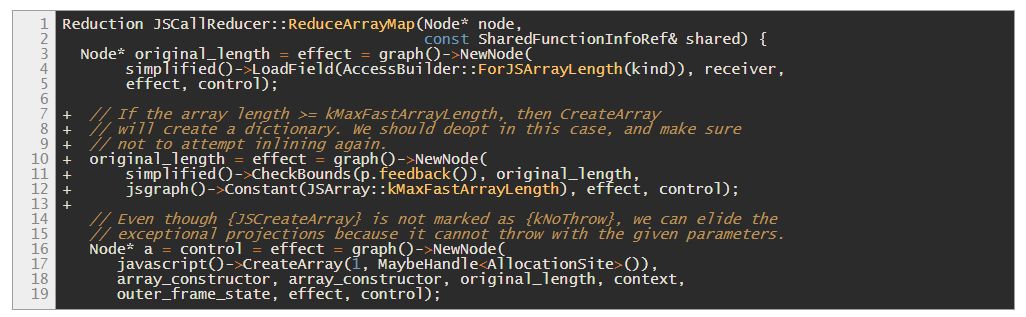 1 Reduction JSCallReducer::ReduceArrayMap(Node* node,
2 const SharedFunctionInfoRef& shared) {
3 Node* original_length = effect = graph()->NewNode(
4 simplified()->LoadField(AccessBuilder::ForJSArrayLength(kind)), receiver,
5 effect, control);
6
7 + // If the array length >= kMaxFastArrayLength, then CreateArray
8 + // will create a dictionary. We should deopt in this case, and make sure
9 + // not to attempt inlining again.
10 + original_length = effect = graph()->NewNode(
11 + simplified()->CheckBounds(p.feedback()), original_length,
12 + jsgraph()->Constant(JSArray::kMaxFastArrayLength), effect, control);
13 +
14 // Even though {JSCreateArray} is not marked as {kNoThrow}, we can elide the
15 // exceptional projections because it cannot throw with the given parameters.
16 Node* a = control = effect = graph()->NewNode(
17 javascript()->CreateArray(1, MaybeHandle<AllocationSite>()),
18 array_constructor, array_constructor, original_length, context,
19 outer_frame_state, effect, control);